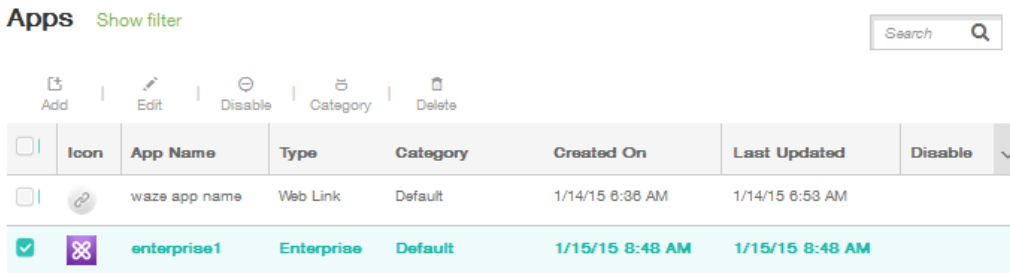 Apps Show filter
Search
Add Edit Disable Category Delete
Icon App Name Type Category Created On Last Updated Disable
waze app name Web Link Default 1/14/15 6:36 AM 1/14/15 6:53 AM
enterprise1 Enterprise Default 1/15/15 8:48 AM 1/15/15 8:48 AM